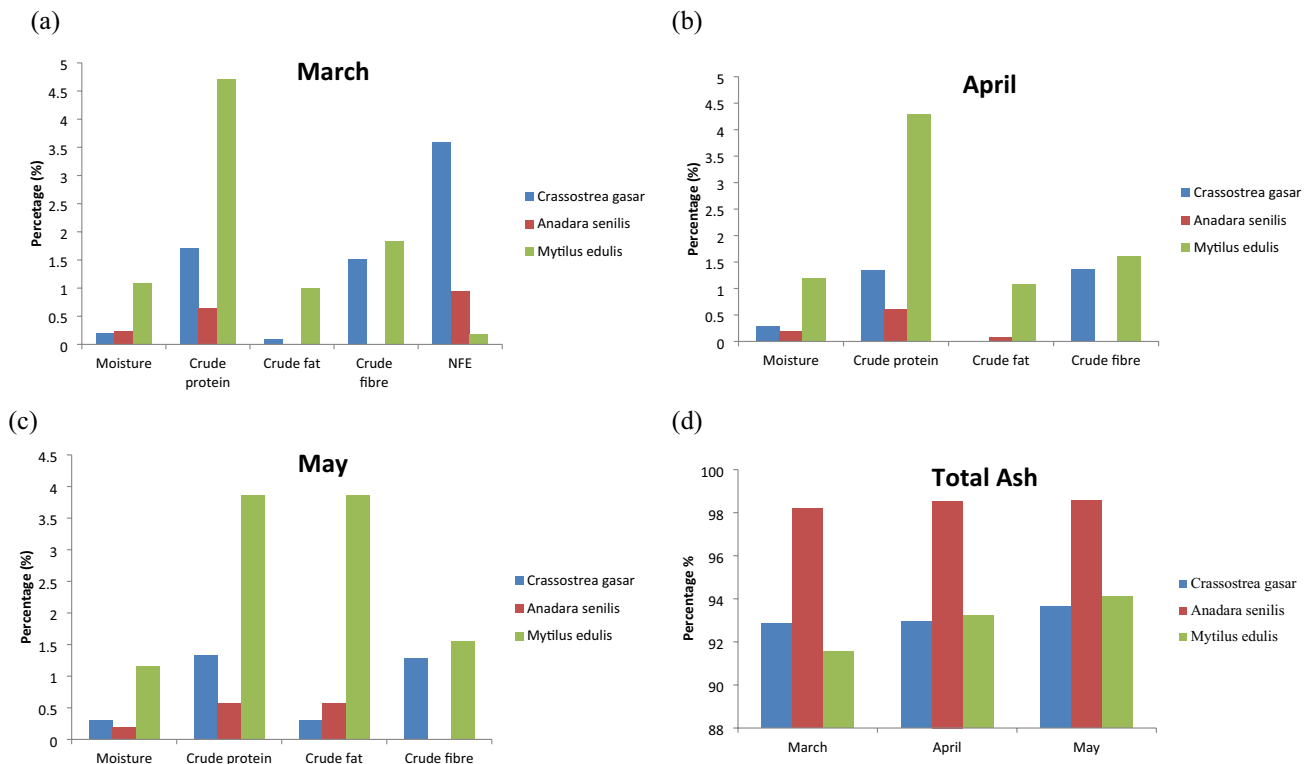 (a)
March
Percetage (%)
5
4.5
4
3.5
3
2.5
2
1.5
1
0.5
0
Moisture
Crude protein
Crude fat
Crude fibre
NFE
Crassostrea gasar
Anadara senilis
Mytilus edulis
(b)
April
Percentage (%)
5
4.5
4
3.5
3
2.5
2
1.5
1
0.5
0
Moisture
Crude protein
Crude fat
Crude fibre
Crassostrea gasar
Anadara senilis
Mytilus edulis
(c)
May
Percentage (%)
4.5
4
3.5
3
2.5
2
1.5
1
0.5
0
Moisture
Crude protein
Crude fat
Crude fibre
Crassostrea gasar
Anadara senilis
Mytilus edulis
(d)
Total Ash
Percentage %
100
98
96
94
92
90
88
March
April
May
Crassostrea gasar
Anadara senilis
Mytilus edulis